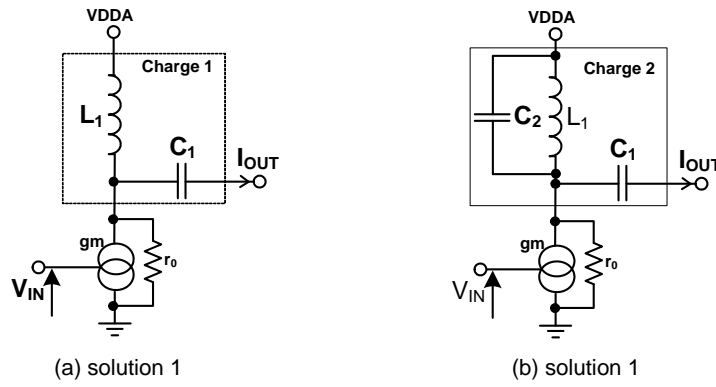 VDDA
Charge 1
L1
C1
IOUT
gm
r0
VIN
(a) solution 1
VDDA
Charge 2
C2
L1
C1
IOUT
gm
r0
VIN
(b) solution 1